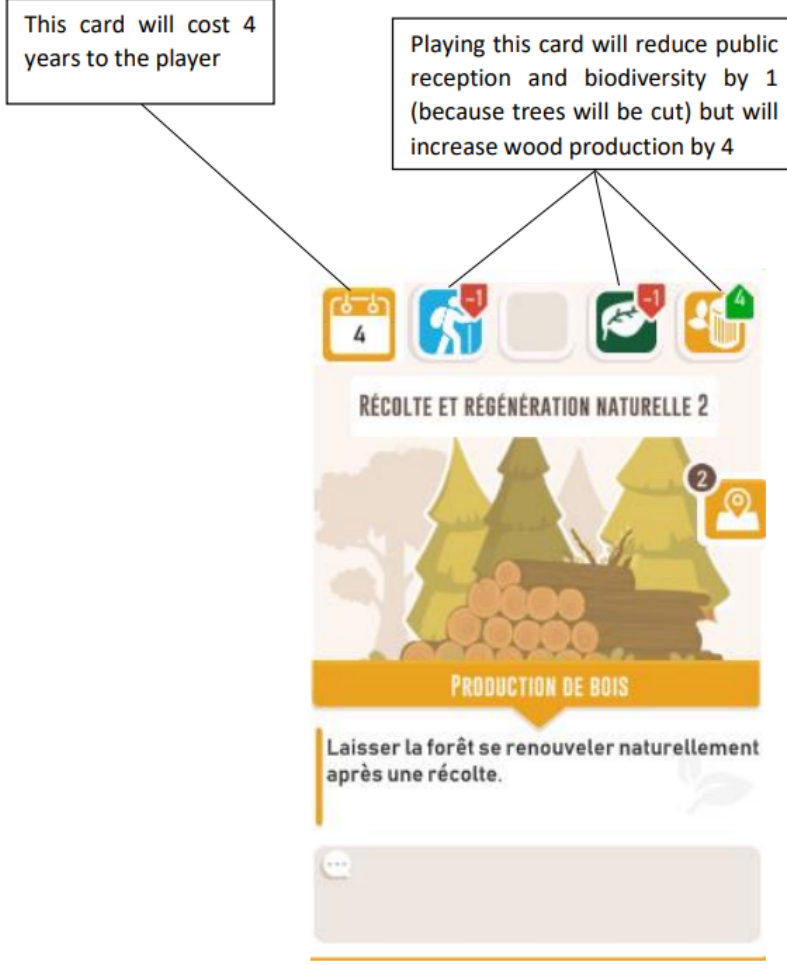 This card will cost 4
years to the player
Playing this card will reduce public
reception and biodiversity by 1
(because trees will be cut) but will
increase wood production by 4
4
-1
-1
4
RÉCOLTE ET RÉGÉNÉRATION NATURELLE 2
2
PRODUCTION DE BOIS
Laisser la forêt se renouveler naturellement
après une récolte.